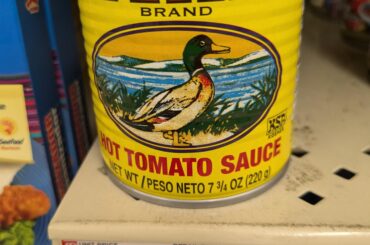 BRAND
HOT TOMATO SAUCE
NET WT / PESO NETO 7 3/4 OZ (220 g)